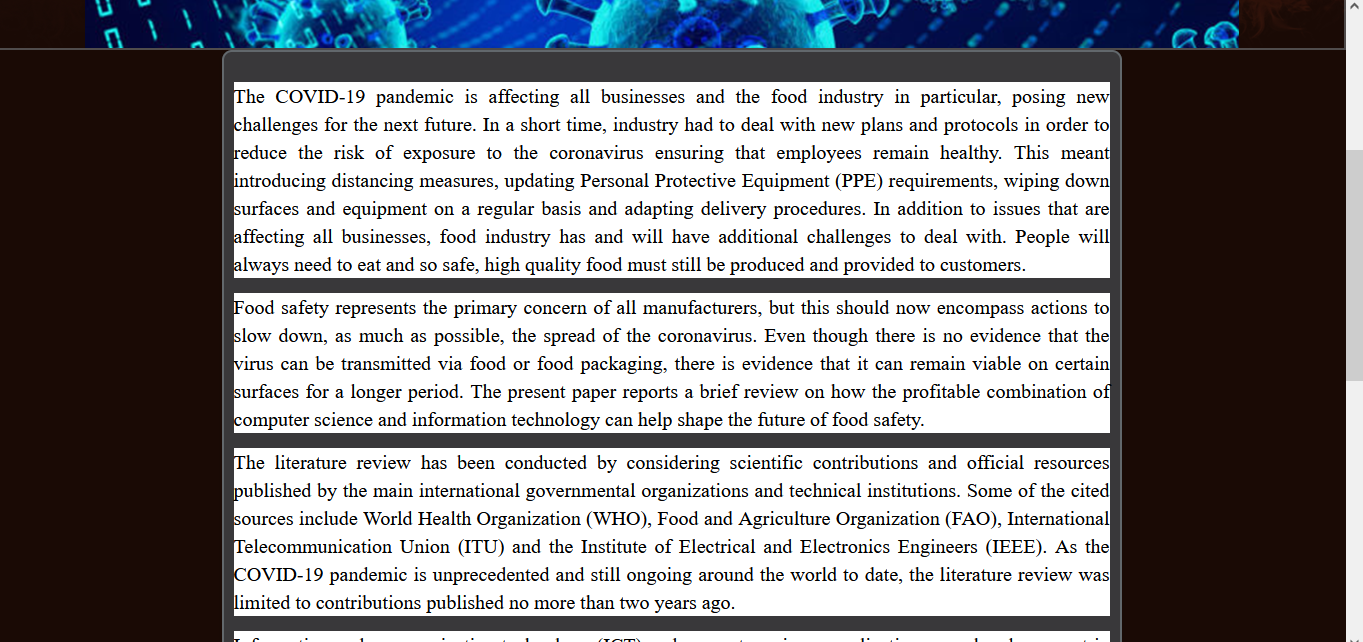 The COVID-19 pandemic is affecting all businesses and the food industry in particular, posing new
challenges for the next future. In a short time, industry had to deal with new plans and protocols in order to
reduce the risk of exposure to the coronavirus ensuring that employees remain healthy. This meant
introducing distancing measures, updating Personal Protective Equipment (PPE) requirements, wiping down
surfaces and equipment on a regular basis and adapting delivery procedures. In addition to issues that are
affecting all businesses, food industry has and will have additional challenges to deal with. People will
always need to eat and so safe, high quality food must still be produced and provided to customers.
Food safety represents the primary concern of all manufacturers, but this should now encompass actions to
slow down, as much as possible, the spread of the coronavirus. Even though there is no evidence that the
virus can be transmitted via food or food packaging, there is evidence that it can remain viable on certain
surfaces for a longer period. The present paper reports a brief review on how the profitable combination of
computer science and information technology can help shape the future of food safety.
The literature review has been conducted by considering scientific contributions and official resources
published by the main international governmental organizations and technical institutions. Some of the cited
sources include World Health Organization (WHO), Food and Agriculture Organization (FAO), International
Telecommunication Union (ITU) and the Institute of Electrical and Electronics Engineers (IEEE). As the
COVID-19 pandemic is unprecedented and still ongoing around the world to date, the literature review was
limited to contributions published no more than two years ago.